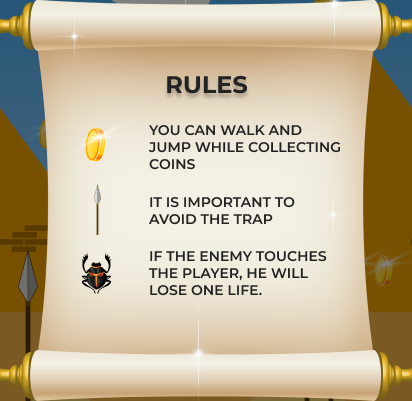 RULES
YOU CAN WALK AND
JUMP WHILE COLLECTING
COINS
IT IS IMPORTANT TO
AVOID THE TRAP
IF THE ENEMY TOUCHES
THE PLAYER, HE WILL
LOSE ONE LIFE.